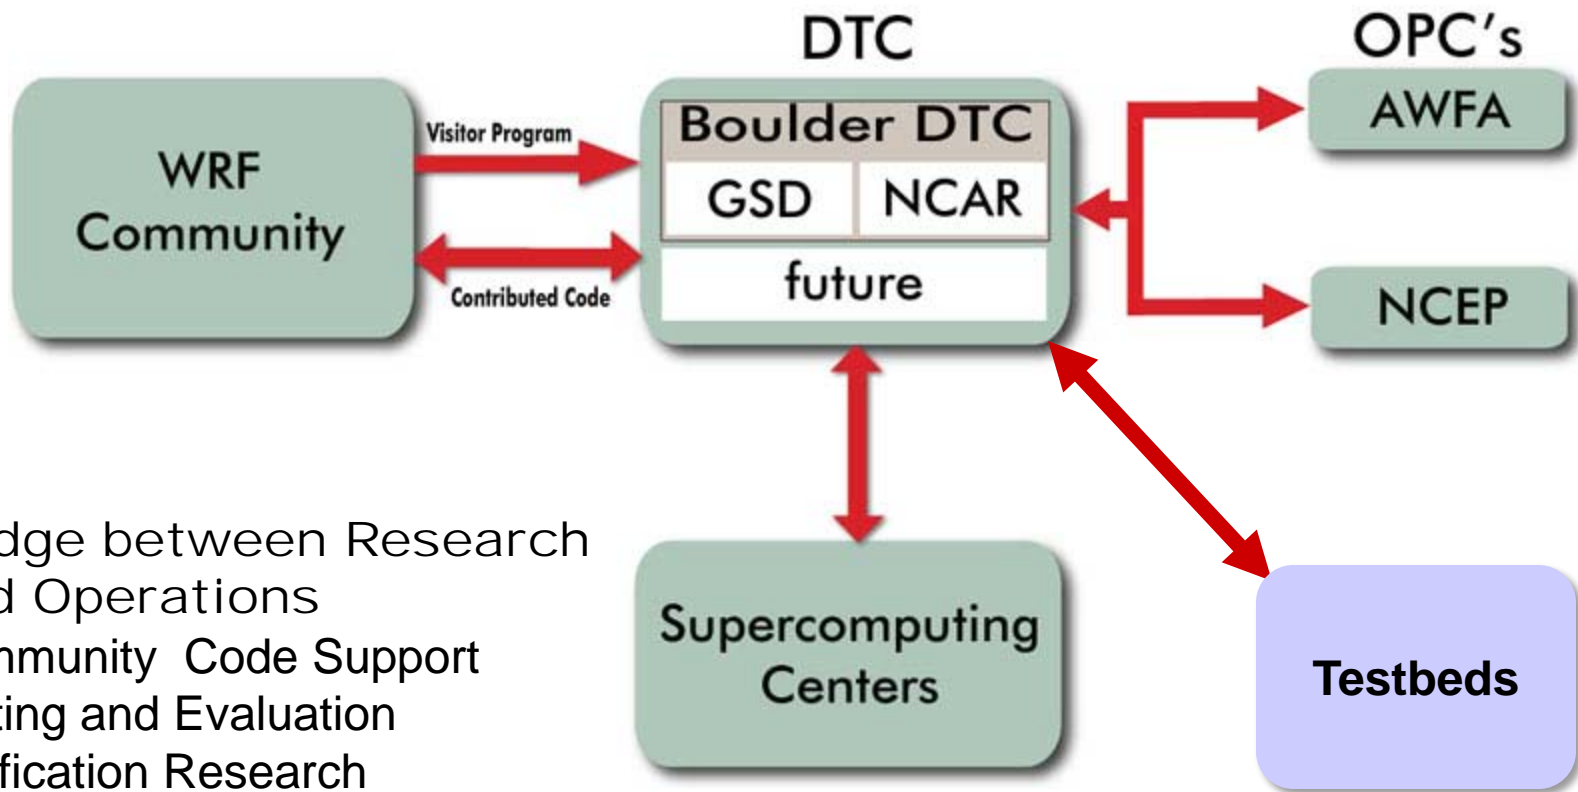 DTC
OPC's
WRF
Community
Visitor Program
Contributed Code
Boulder DTC
GSD
NCAR
future
AWFA
NCEP
dge between Research
d Operations
mmunity Code Support
ting and Evaluation
fication Research
Supercomputing
Centers
Testbeds